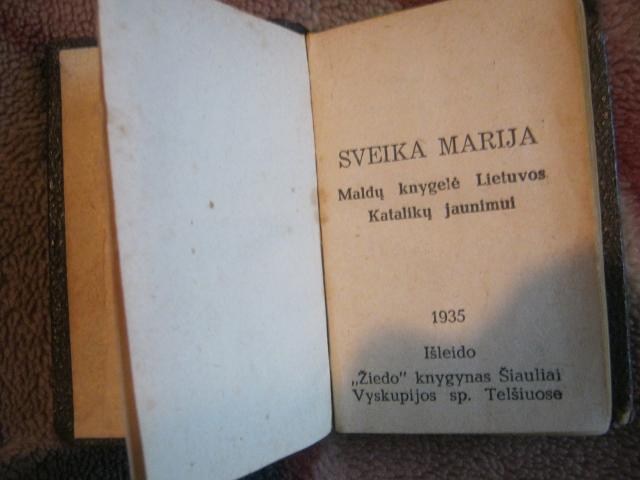 SVEIKA MARIJA
Maldų knygelė Lietuvos
Katalikų jaunimui
1935
Išleido
„Žiedo" knygynas Šiauliai
Vyskupijos sp. Telšiuose